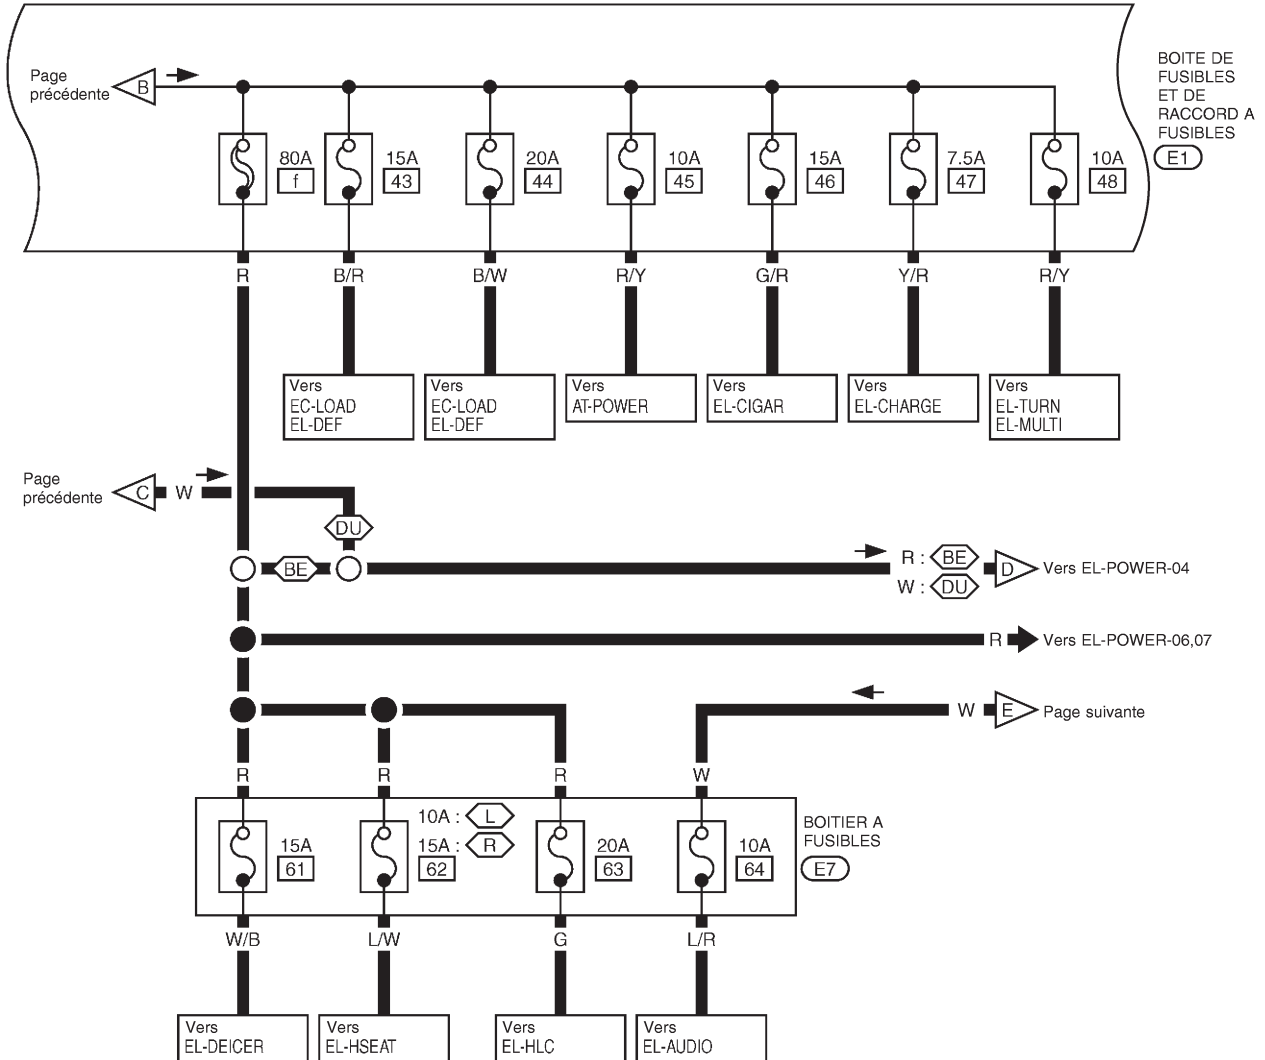 Page
précédente
B
BOITE DE
FUSIBLES
ET DE
RACCORD A
FUSIBLES
E1
80A
f
15A
43
20A
44
10A
45
15A
46
7.5A
47
10A
48
R
B/R
B/W
R/Y
G/R
Y/R
R/Y
Vers
EC-LOAD
EL-DEF
Vers
EC-LOAD
EL-DEF
Vers
AT-POWER
Vers
EL-CIGAR
Vers
EL-CHARGE
Vers
EL-TURN
EL-MULTI
Page
précédente
C
W
DU
BE
R : BE
W : DU
D
Vers EL-POWER-04
R
Vers EL-POWER-06,07
W
E
Page suivante
R
R
R
W
15A
61
10A : L
15A : R
62
20A
63
10A
64
BOITIER A
FUSIBLES
E7
W/B
L/W
G
L/R
Vers
EL-DEICER
Vers
EL-HSEAT
Vers
EL-HLC
Vers
EL-AUDIO